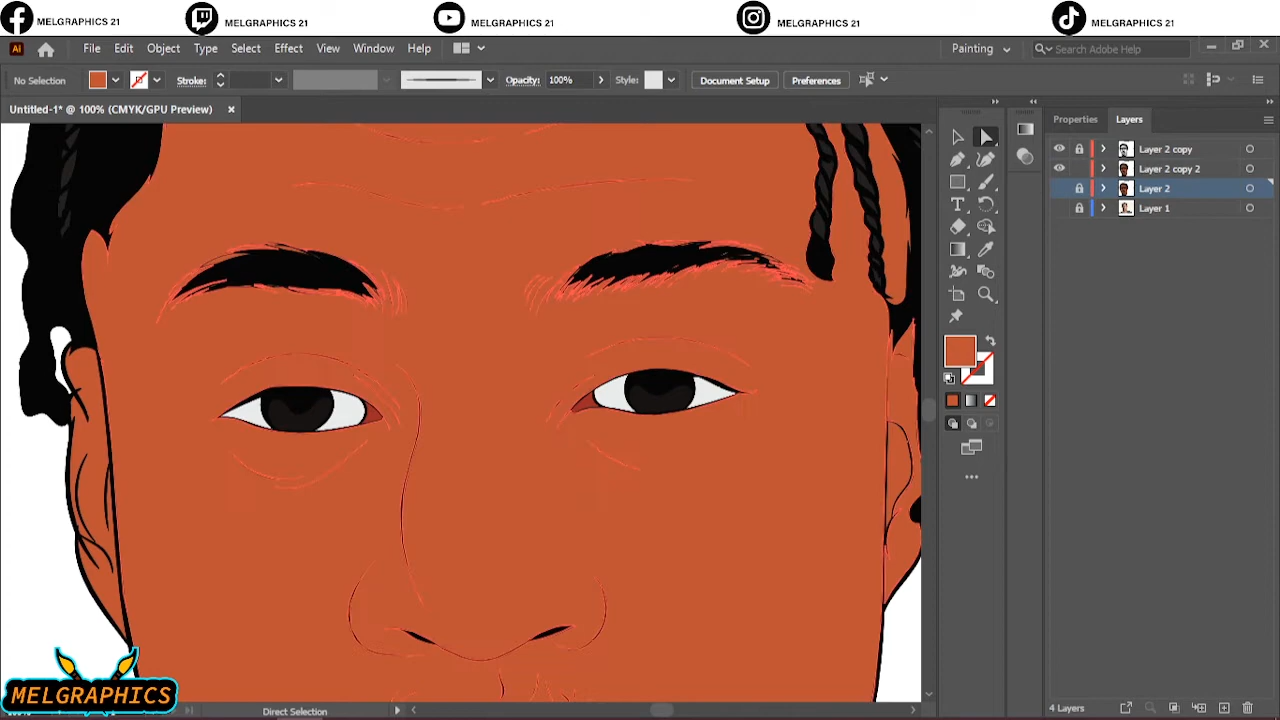 MELGRAPHICS 21 MELGRAPHICS 21 MELGRAPHICS 21 MELGRAPHICS 21 MELGRAPHICS 21
Ai File Edit Object Type Select Effect View Window Help Painting Search Adobe Help
No Selection Stroke: Opacity: 100% Style: Document Setup Preferences
Untitled-1* @ 100% (CMYK/GPU Preview)
Properties Layers
Layer 2 copy
Layer 2 copy 2
Layer 2
Layer 1
MELGRAPHICS
Direct Selection
4 Layers